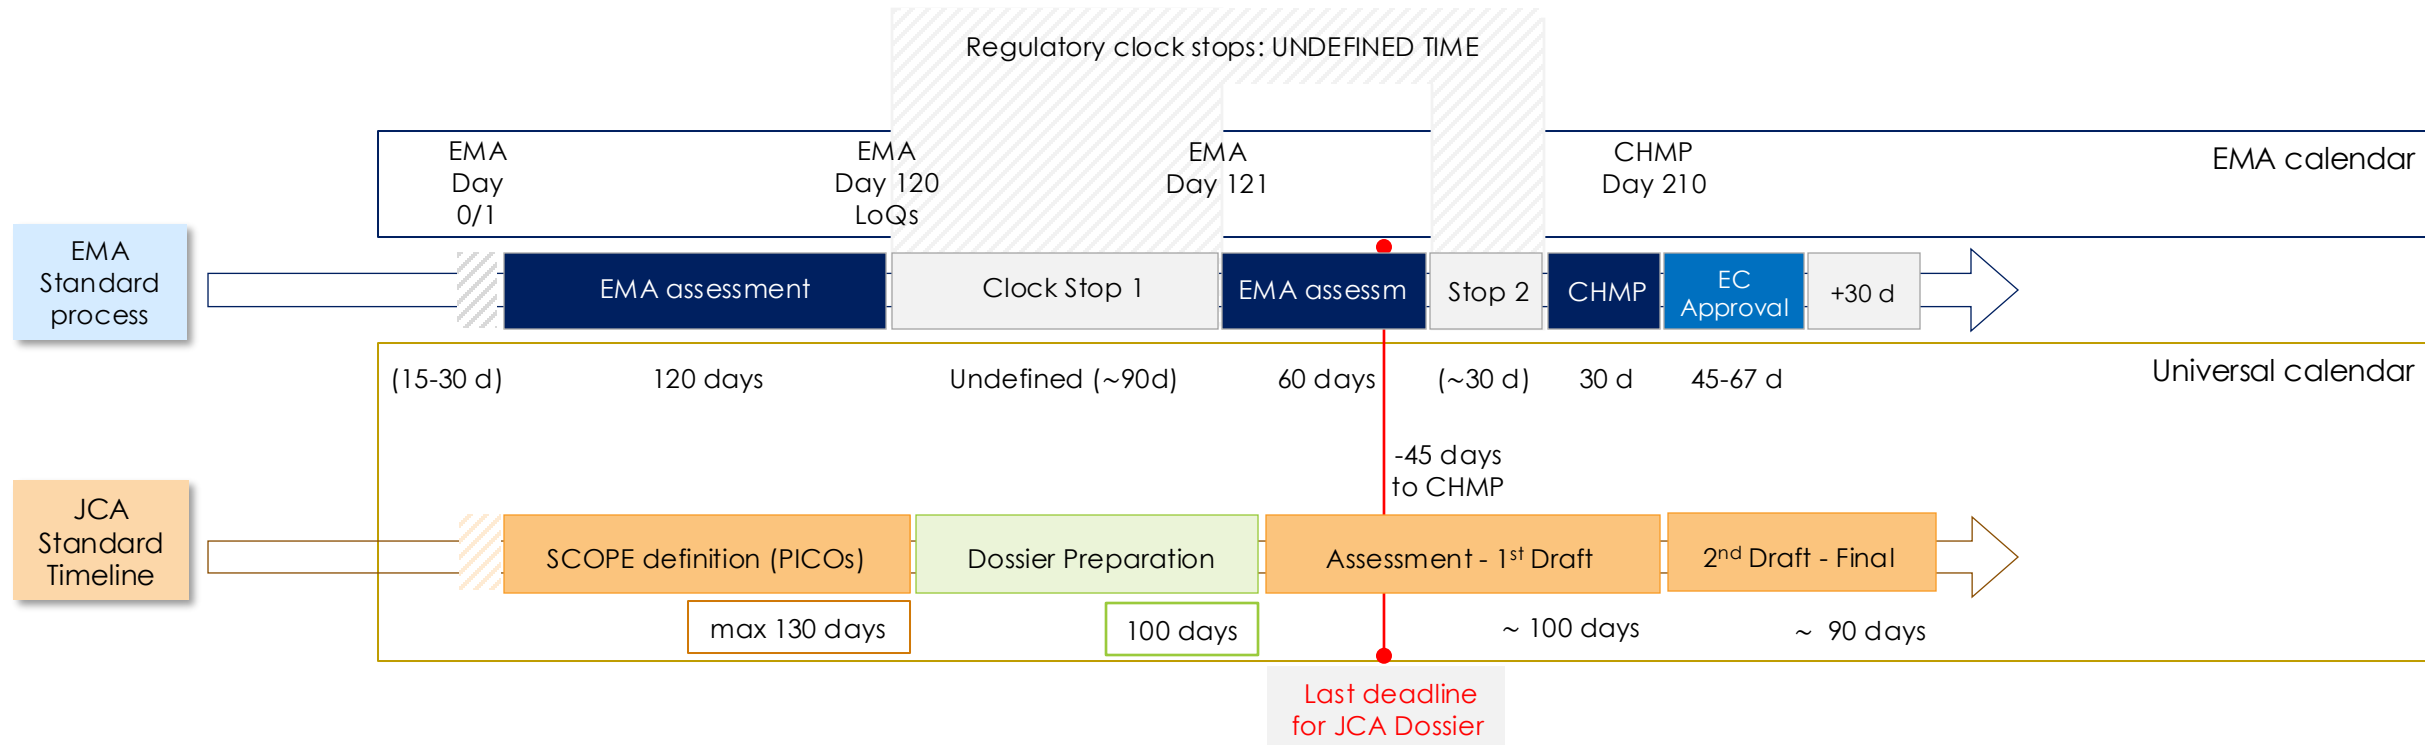 Regulatory clock stops: UNDEFINED TIME
EMA
Day
0/1
EMA
Day 120
LoQs
EMA
Day 121
CHMP
Day 210
EMA calendar
EMA
Standard
process
EMA assessment
Clock Stop 1
EMA assessm
Stop 2
CHMP
EC
Approval
+30 d
(15-30 d)
120 days
Undefined (~90d)
60 days
(~30 d)
30 d
45-67 d
Universal calendar
-45 days
to CHMP
JCA
Standard
Timeline
SCOPE definition (PICOs)
Dossier Preparation
Assessment - 1st Draft
2nd Draft - Final
max 130 days
100 days
~ 100 days
~ 90 days
Last deadline
for JCA Dossier